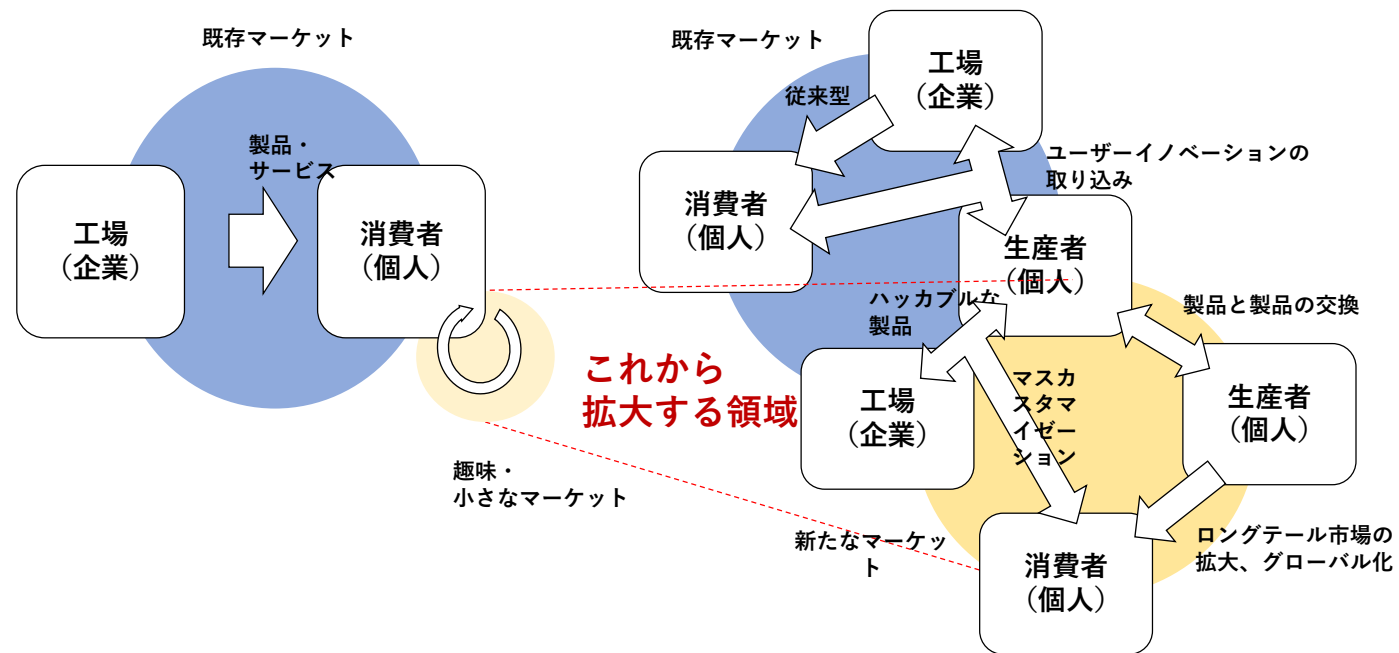 既存マーケット
製品・
サービス
工場
（企業）
消費者
（個人）
趣味・
小さなマーケット
これから
拡大する領域
既存マーケット
工場
（企業）
従来型
消費者
（個人）
ユーザーイノベーションの
取り込み
生産者
（個人）
ハッカブルな
製品
製品と製品の交換
工場
（企業）
マスカ
スタマ
イゼー
ション
生産者
（個人）
新たなマーケッ
ト
消費者
（個人）
ロングテール市場の
拡大、グローバル化